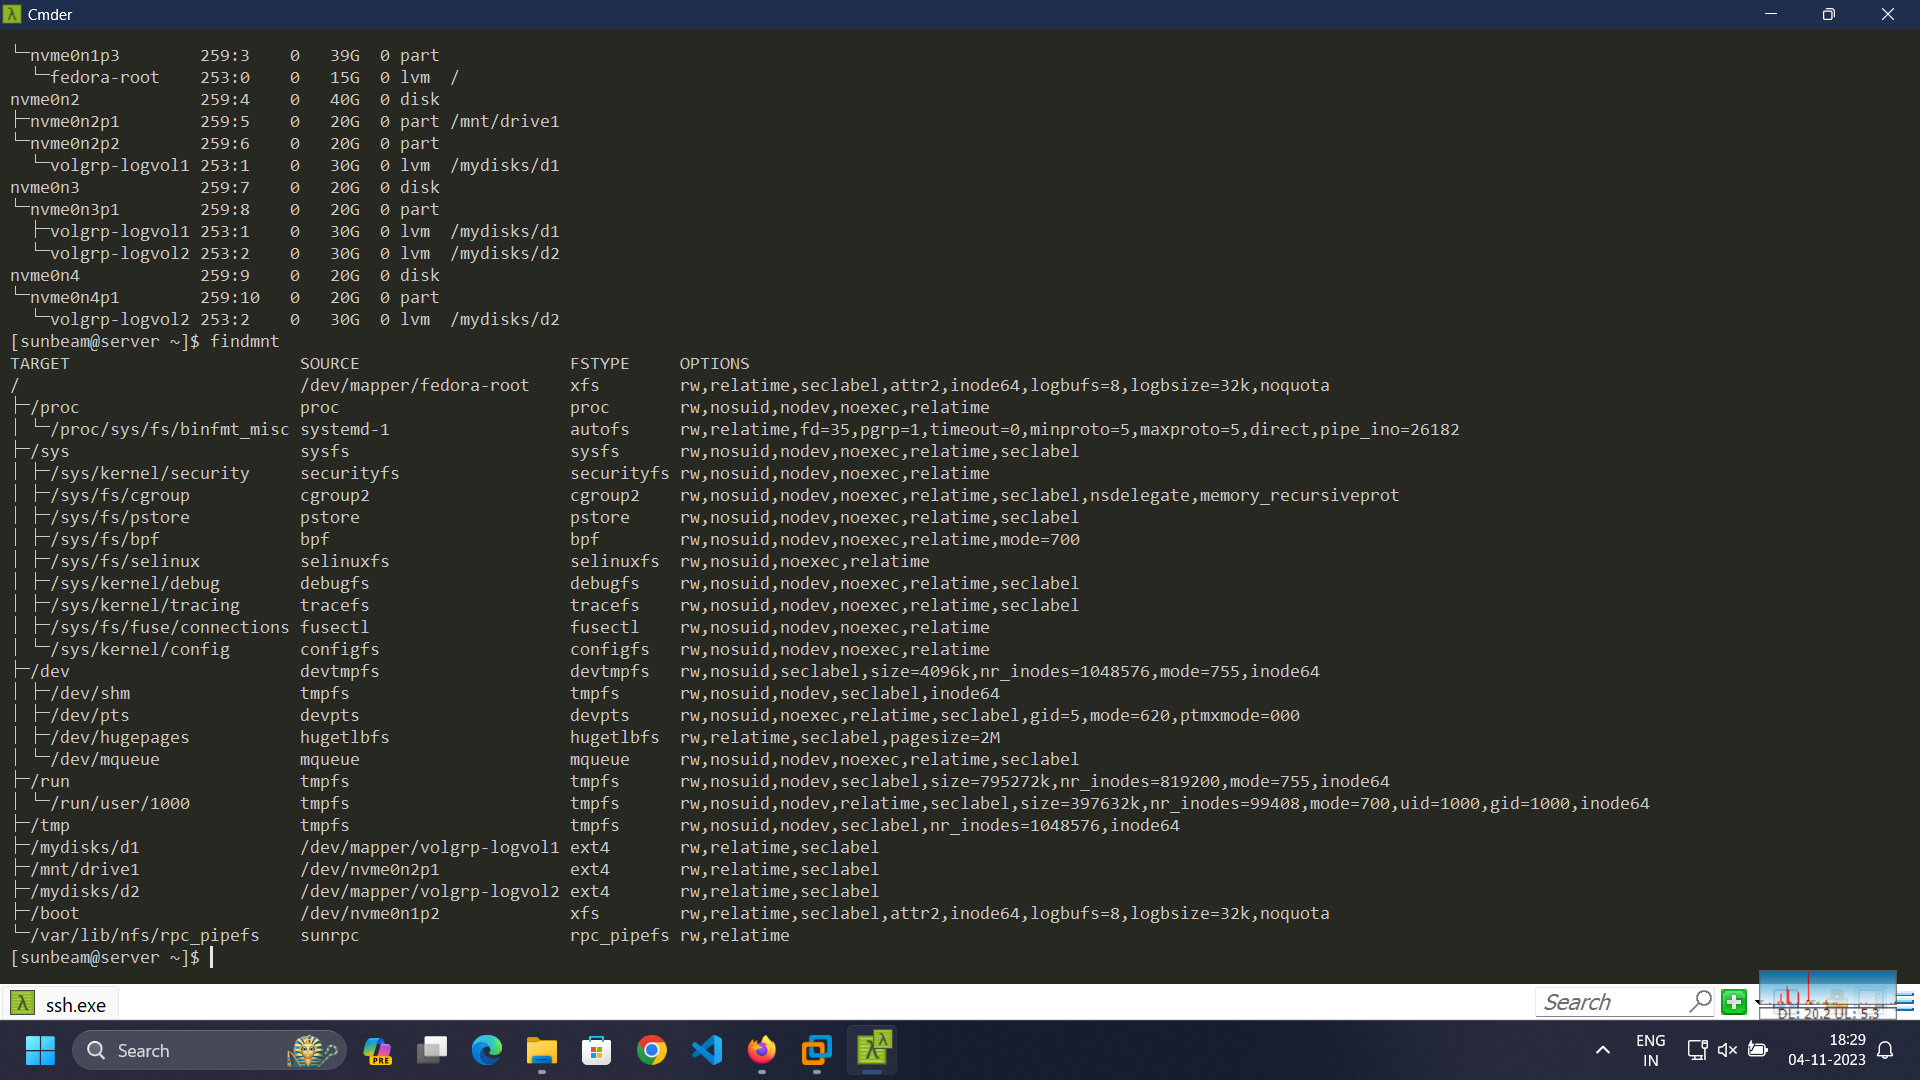 Cmder
└─nvme0n1p3        259:3    0   39G  0 part
  └─fedora-root    253:0    0   15G  0 lvm  /
nvme0n2            259:4    0   40G  0 disk
├─nvme0n2p1        259:5    0   20G  0 part /mnt/drive1
└─nvme0n2p2        259:6    0   20G  0 part
  └─volgrp-logvol1 253:1    0   30G  0 lvm  /mydisks/d1
nvme0n3            259:7    0   20G  0 disk
└─nvme0n3p1        259:8    0   20G  0 part
  ├─volgrp-logvol1 253:1    0   30G  0 lvm  /mydisks/d1
  └─volgrp-logvol2 253:2    0   30G  0 lvm  /mydisks/d2
nvme0n4            259:9    0   20G  0 disk
└─nvme0n4p1        259:10   0   20G  0 part
  └─volgrp-logvol2 253:2    0   30G  0 lvm  /mydisks/d2
[sunbeam@server ~]$ findmnt
TARGET                       SOURCE                     FSTYPE     OPTIONS
/                            /dev/mapper/fedora-root    xfs        rw,relatime,seclabel,attr2,inode64,logbufs=8,logbsize=32k,noquota
├─/proc                      proc                       proc       rw,nosuid,nodev,noexec,relatime
│ └─/proc/sys/fs/binfmt_misc systemd-1                  autofs     rw,relatime,fd=35,pgrp=1,timeout=0,minproto=5,maxproto=5,direct,pipe_ino=26182
├─/sys                       sysfs                      sysfs      rw,nosuid,nodev,noexec,relatime,seclabel
│ ├─/sys/kernel/security     securityfs                 securityfs rw,nosuid,nodev,noexec,relatime
│ ├─/sys/fs/cgroup           cgroup2                    cgroup2    rw,nosuid,nodev,noexec,relatime,seclabel,nsdelegate,memory_recursiveprot
│ ├─/sys/fs/pstore           pstore                     pstore     rw,nosuid,nodev,noexec,relatime,seclabel
│ ├─/sys/fs/bpf              bpf                        bpf        rw,nosuid,nodev,noexec,relatime,mode=700
│ ├─/sys/fs/selinux          selinuxfs                  selinuxfs  rw,nosuid,noexec,relatime
│ ├─/sys/kernel/debug        debugfs                    debugfs    rw,nosuid,nodev,noexec,relatime,seclabel
│ ├─/sys/kernel/tracing      tracefs                    tracefs    rw,nosuid,nodev,noexec,relatime,seclabel
│ ├─/sys/fs/fuse/connections fusectl                    fusectl    rw,nosuid,nodev,noexec,relatime
│ └─/sys/kernel/config       configfs                   configfs   rw,nosuid,nodev,noexec,relatime
├─/dev                       devtmpfs                   devtmpfs   rw,nosuid,seclabel,size=4096k,nr_inodes=1048576,mode=755,inode64
│ ├─/dev/shm                 tmpfs                      tmpfs      rw,nosuid,nodev,seclabel,inode64
│ ├─/dev/pts                 devpts                     devpts     rw,nosuid,noexec,relatime,seclabel,gid=5,mode=620,ptmxmode=000
│ ├─/dev/hugepages           hugetlbfs                  hugetlbfs  rw,relatime,seclabel,pagesize=2M
│ └─/dev/mqueue              mqueue                     mqueue     rw,nosuid,nodev,noexec,relatime,seclabel
├─/run                       tmpfs                      tmpfs      rw,nosuid,nodev,seclabel,size=795272k,nr_inodes=819200,mode=755,inode64
│ └─/run/user/1000           tmpfs                      tmpfs      rw,nosuid,nodev,relatime,seclabel,size=397632k,nr_inodes=99408,mode=700,uid=1000,gid=1000,inode64
├─/tmp                       tmpfs                      tmpfs      rw,nosuid,nodev,seclabel,nr_inodes=1048576,inode64
├─/mydisks/d1                /dev/mapper/volgrp-logvol1 ext4       rw,relatime,seclabel
├─/mnt/drive1                /dev/nvme0n2p1             ext4       rw,relatime,seclabel
├─/mydisks/d2                /dev/mapper/volgrp-logvol2 ext4       rw,relatime,seclabel
├─/boot                      /dev/nvme0n1p2             xfs        rw,relatime,seclabel,attr2,inode64,logbufs=8,logbsize=32k,noquota
└─/var/lib/nfs/rpc_pipefs    sunrpc                     rpc_pipefs rw,relatime
[sunbeam@server ~]$
ssh.exe
Search
DL: 20.2 UL: 5.3
Search
PRE
ENG
IN
18:29
04-11-2023